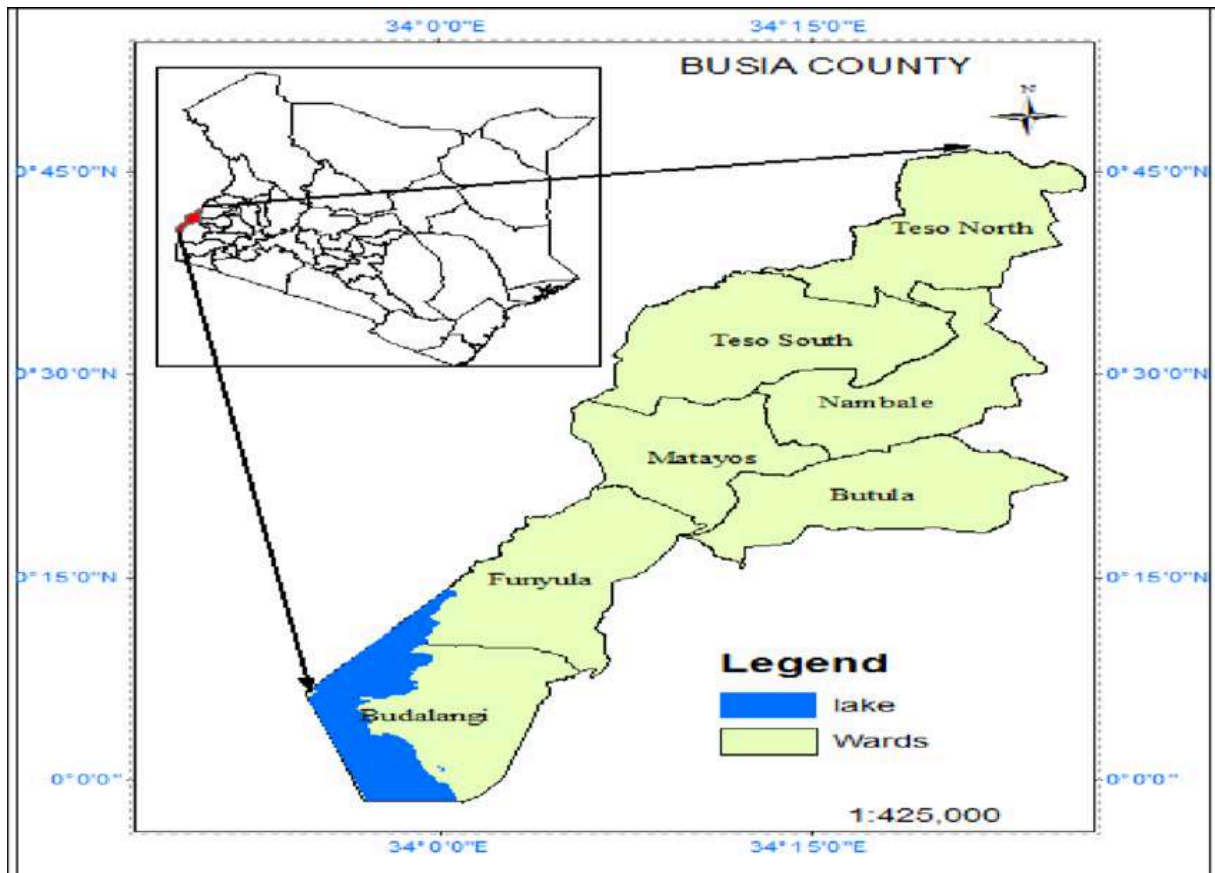 34°0'0"E 34°15'0"E
BUSIA COUNTY
N
0°45'0"N 0°45'0"N
Teso North
Teso South
0°30'0"N 0°30'0"N
Nambale
Matayos
Butula
0°15'0"N 0°15'0"N
Funyula
Legend
lake
Budalangi
Wards
0°0'0" 0°0'0"
1:425,000
34°0'0"E 34°15'0"E